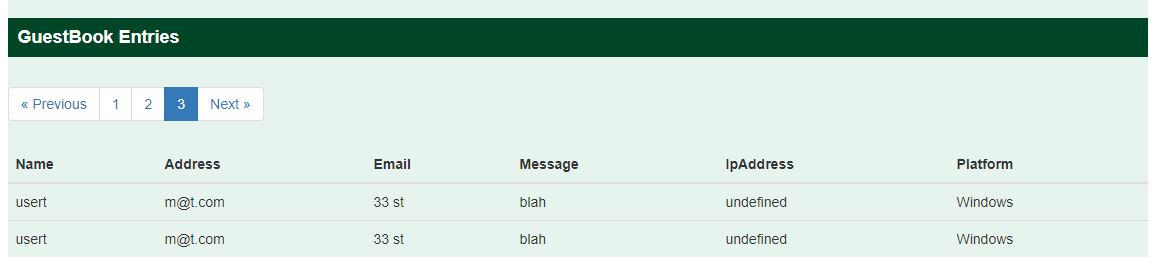 GuestBook Entries
« Previous 1 2 3 Next »
Name Address Email Message IpAddress Platform
usert m@t.com 33 st blah undefined Windows
usert m@t.com 33 st blah undefined Windows